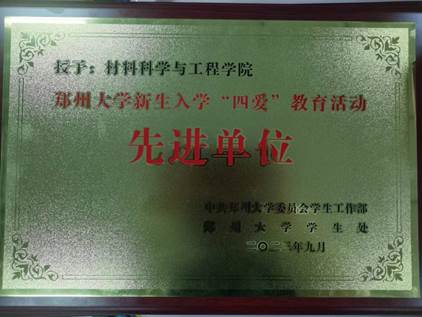 授予：材料科学与工程学院
郑州大学新生入学“四爱”教育活动
先进单位
中共郑州大学委员会学生工作部
郑州大学学生处
年九月